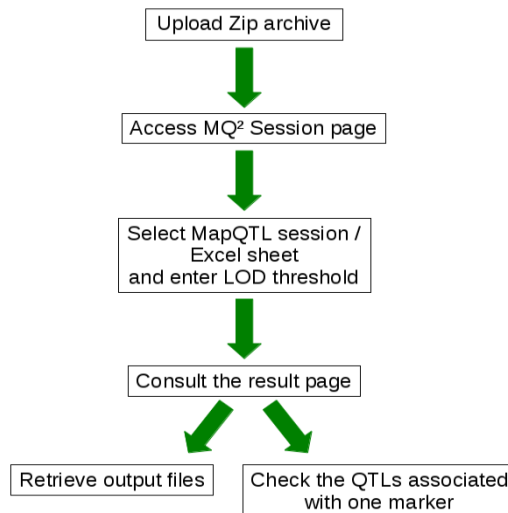 Upload Zip archive
Access MQ² Session page
Select MapQTL session /
Excel sheet
and enter LOD threshold
Consult the result page
Retrieve output files
Check the QTLs associated
with one marker